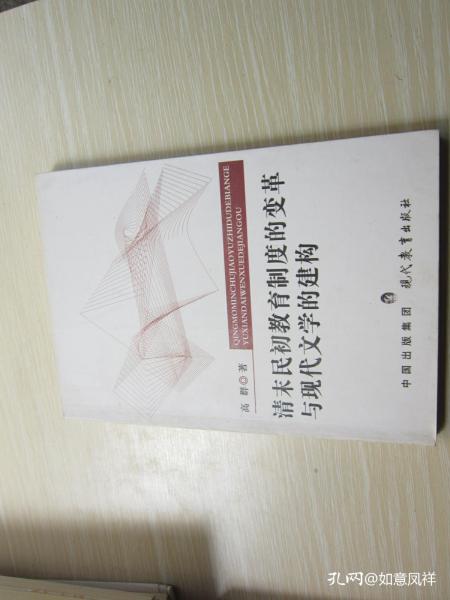 QINGMOMINCHUJIAOYUZHIDUDEBIANGE
YUXIANDAIWENXUEDEJIANGOU
清末民初教育制度的变革
与现代文学的建构
高 群◎著
中国出版集团 现代教育出版社
孔网@如意凤祥